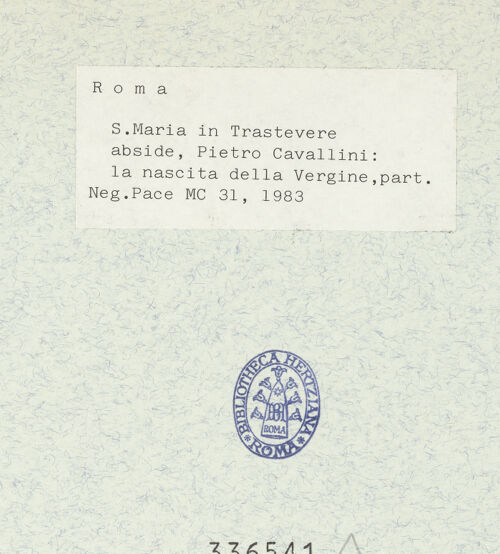 R o m a
S.Maria in Trastevere
abside, Pietro Cavallini:
la nascita della Vergine,part.
Neg.Pace MC 31, 1983
BIBLIOTHECA HERTZIANA
BH
ROMA
* ROMA *
336541